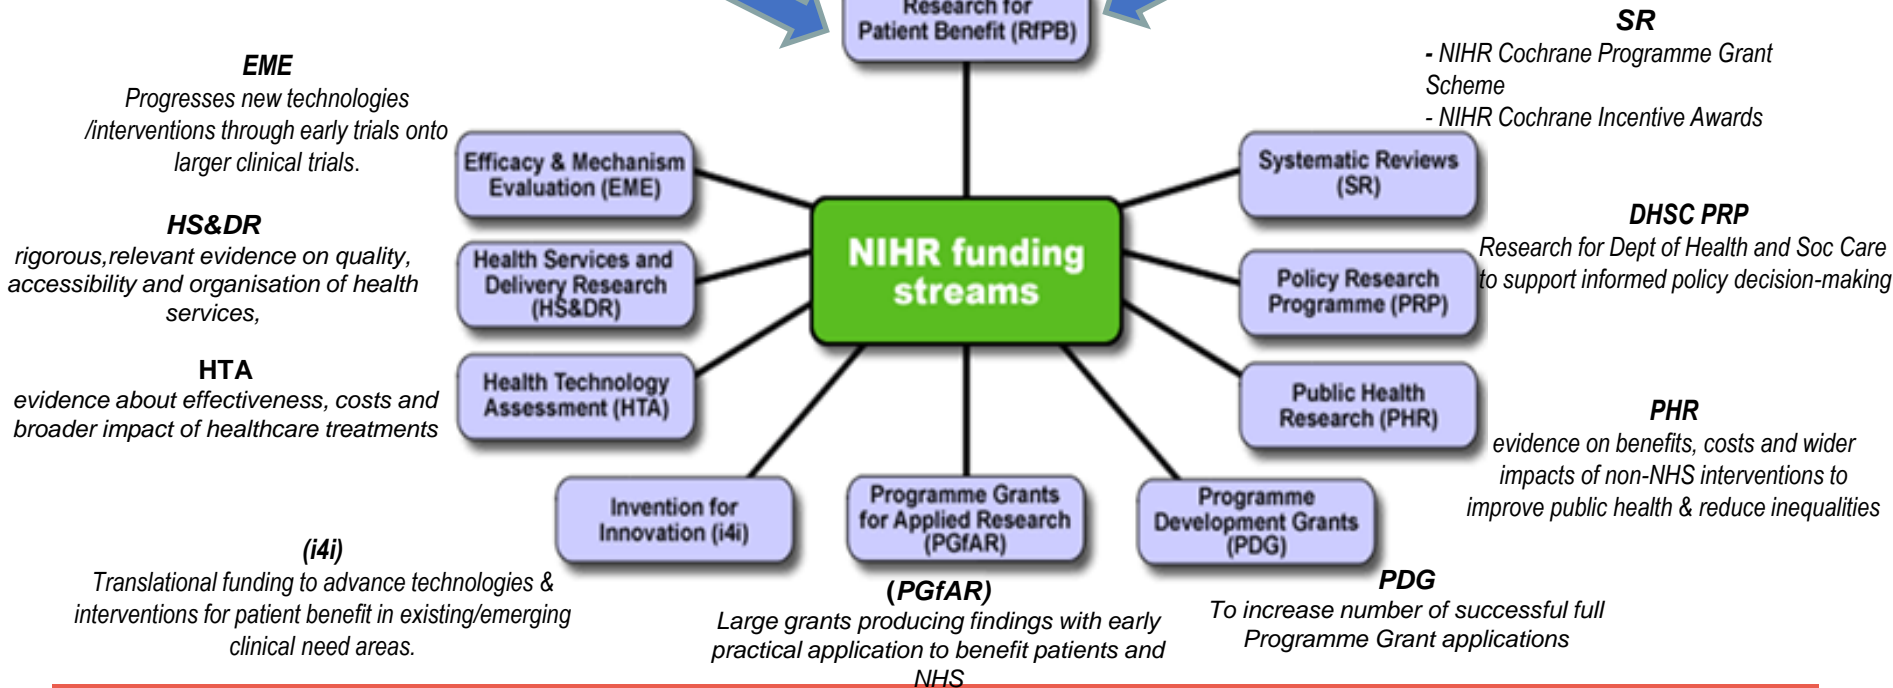 Research for
Patient Benefit (RfPB)
SR
- NIHR Cochrane Programme Grant
Scheme
- NIHR Cochrane Incentive Awards
EME
Progresses new technologies
/interventions through early trials onto
larger clinical trials.
Efficacy & Mechanism
Evaluation (EME)
Systematic Reviews
(SR)
HS&DR
rigorous,relevant evidence on quality,
accessibility and organisation of health
services,
Health Services and
Delivery Research
(HS&DR)
NIHR funding
streams
Policy Research
Programme (PRP)
DHSC PRP
Research for Dept of Health and Soc Care
to support informed policy decision-making
HTA
evidence about effectiveness, costs and
broader impact of healthcare treatments
Health Technology
Assessment (HTA)
Public Health
Research (PHR)
PHR
evidence on benefits, costs and wider
impacts of non-NHS interventions to
improve public health & reduce inequalities
Invention for
Innovation (i4i)
Programme Grants
for Applied Research
(PGfAR)
Programme
Development Grants
(PDG)
(i4i)
Translational funding to advance technologies &
interventions for patient benefit in existing/emerging
clinical need areas.
(PGfAR)
Large grants producing findings with early
practical application to benefit patients and
NHS
PDG
To increase number of successful full
Programme Grant applications